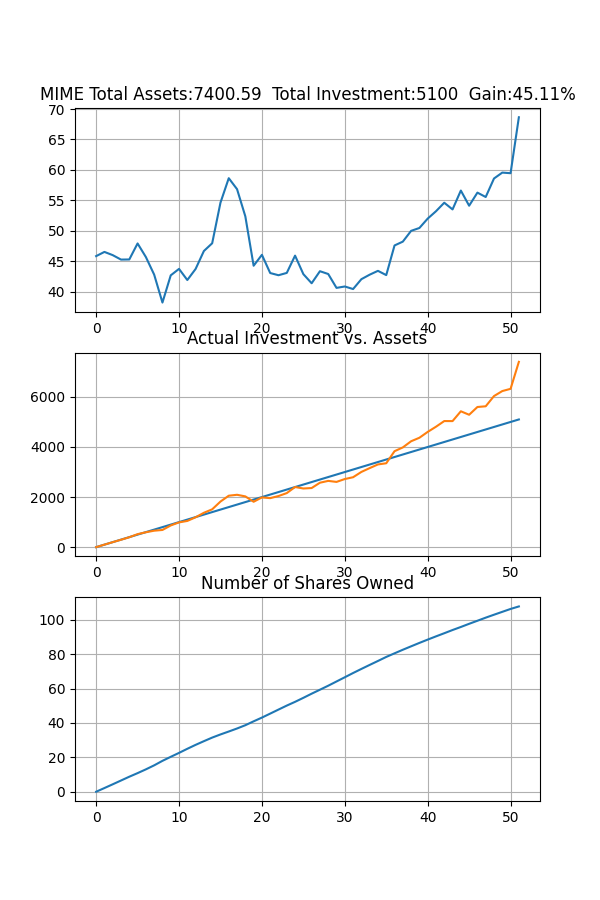 MIME Total Assets:7400.59  Total Investment:5100  Gain:45.11%
70
65
60
55
50
45
40
0 10 20 30 40 50
Actual Investment vs. Assets
6000
4000
2000
0
0 10 20 30 40 50
Number of Shares Owned
100
80
60
40
20
0
0 10 20 30 40 50